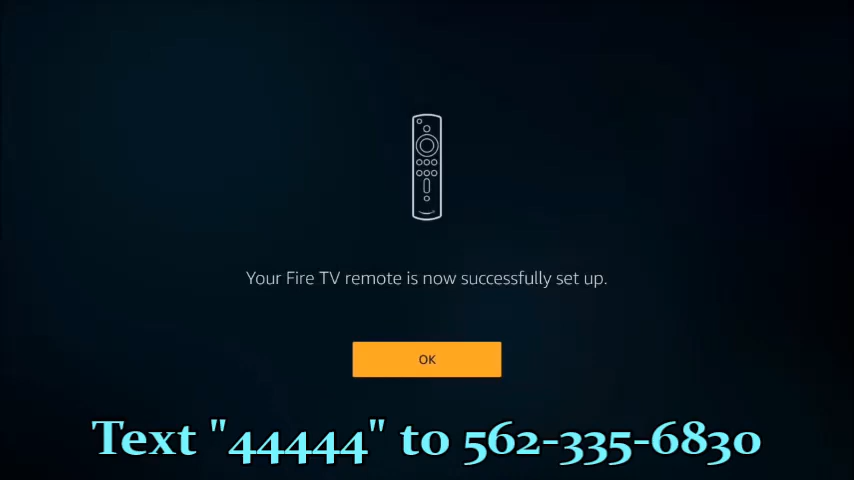 Your Fire TV remote is now successfully set up.
OK
Text "44444" to 562-335-6830